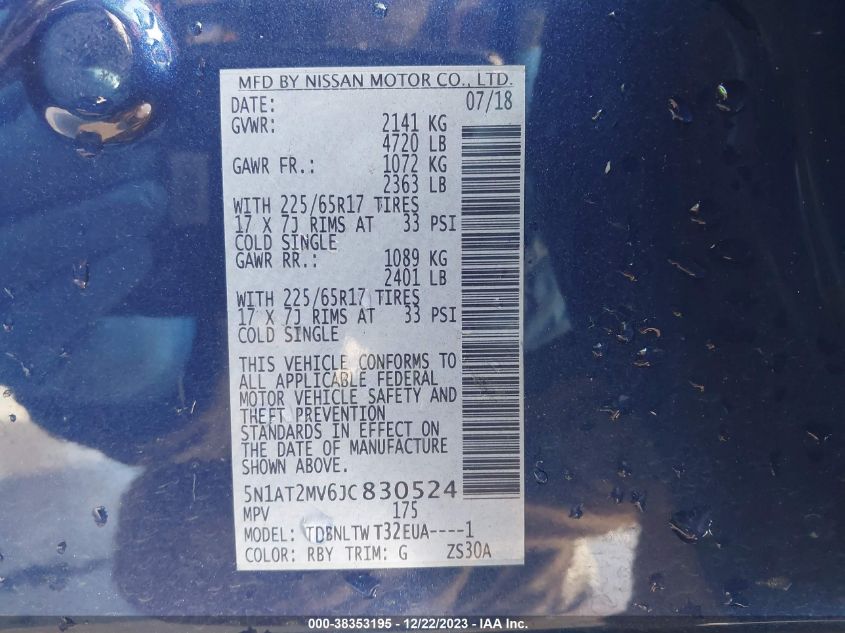 MFD BY NISSAN MOTOR CO., LTD.
DATE: 07/18
GVWR: 2141 KG
4720 LB
GAWR FR.: 1072 KG
2363 LB
WITH 225/65R17 TIRES
17 X 7J RIMS AT 33 PSI
COLD SINGLE
GAWR RR.: 1089 KG
2401 LB
WITH 225/65R17 TIRES
17 X 7J RIMS AT 33 PSI
COLD SINGLE
THIS VEHICLE CONFORMS TO
ALL APPLICABLE FEDERAL
MOTOR VEHICLE SAFETY AND
THEFT PREVENTION
STANDARDS IN EFFECT ON
THE DATE OF MANUFACTURE
SHOWN ABOVE.
5N1AT2MV6JC830524
MPV 175
MODEL: TDBNLTW T32EUA----1
COLOR: RBY TRIM: G ZS30A
000-38353195 - 12/22/2023 - IAA Inc.